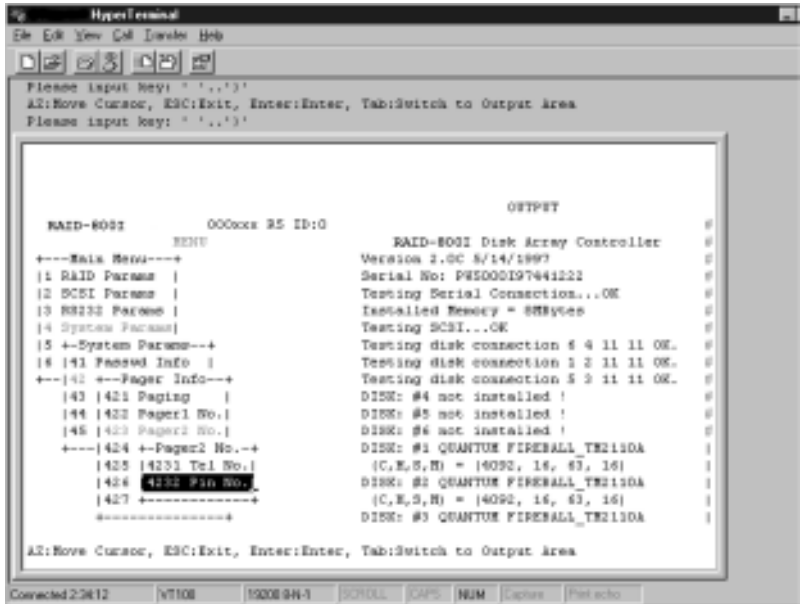 HyperTerminal
File Edit View Call Transfer Help
Please input key: ' '..')'
AZ:Move Cursor, ESC:Exit, Enter:Enter, Tab:Switch to Output Area
Please input key: ' '..')'
OUTPUT
RAID-800I 000xxx R5 ID:0
MENU
RAID-800I Disk Array Controller
+---Main Menu---+ Version 2.0C 5/14/1997
|1 RAID Params | Serial No:
|2 SCSI Params | Testing Serial Connection...OK
|3 RS232 Params | Installed Memory = 8MBytes
|4 System Params| Testing SCSI...OK
|5 +-System Params--+ Testing disk connection 6 4 11 11 OK.
|6 |41 Passwd Info | Testing disk connection 1 2 11 11 OK.
+--|42 +--Pager Info--+ Testing disk connection 5 3 11 11 OK.
|43 |421 Paging | DISK: #4 not installed !
|44 |422 Pager1 No.| DISK: #5 not installed !
|45 |423 Pager2 No.| DISK: #6 not installed !
+---|424 +-Pager2 No.-+ DISK: #1 QUANTUM FIREBALL_TM2110A
|425 |4231 Tel No.| (C,H,S,M) = (4092, 16, 63, 16)
|426 |4232 Pin No.| DISK: #2 QUANTUM FIREBALL_TM2110A
|427 +------------+ (C,H,S,M) = (4092, 16, 63, 16)
+---------------+ DISK: #3 QUANTUM FIREBALL_TM2110A
AZ:Move Cursor, ESC:Exit, Enter:Enter, Tab:Switch to Output Area
Connected 2:34:12 VT100 19200 8-N-1 SCROLL CAPS NUM Capture Print echo